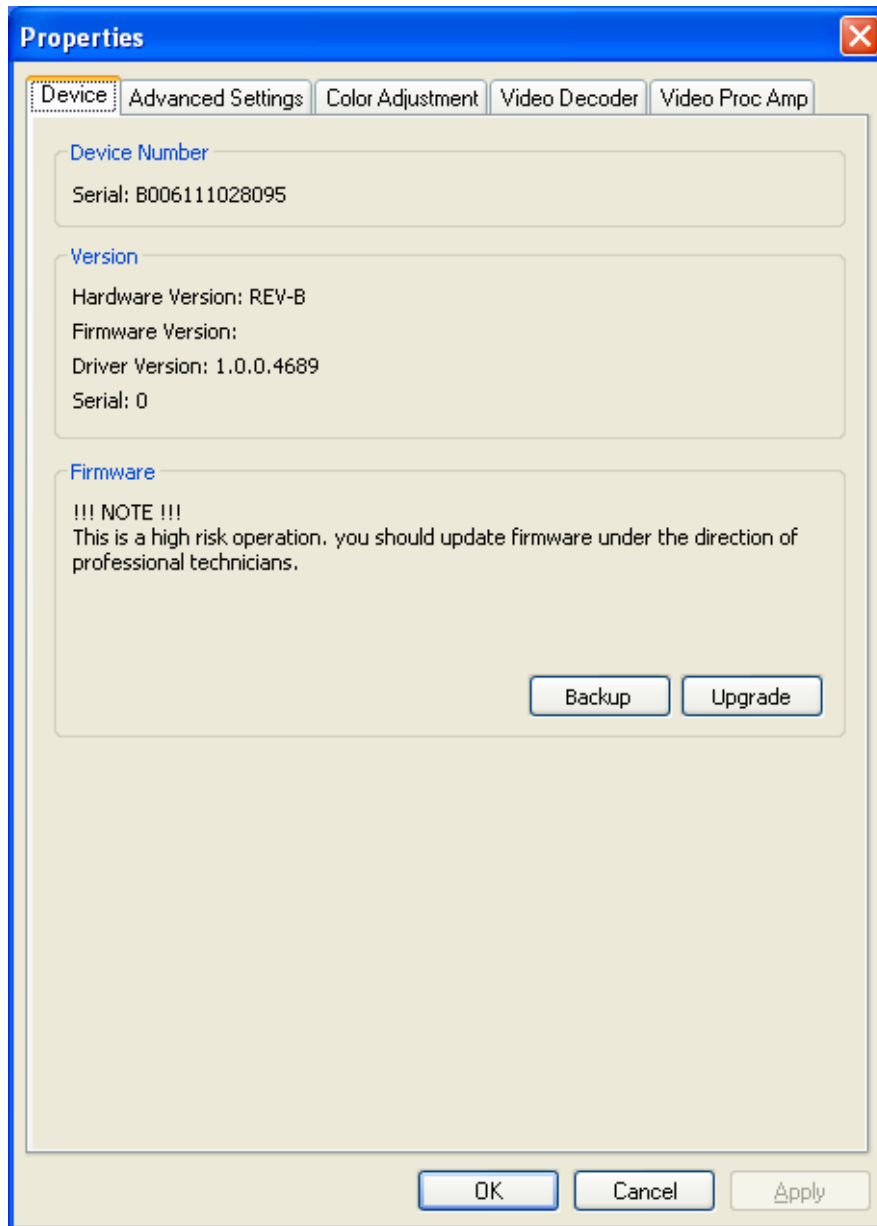 Properties
Device
Advanced Settings
Color Adjustment
Video Decoder
Video Proc Amp
Device Number
Serial: B006111028095
Version
Hardware Version: REV-B
Firmware Version:
Driver Version: 1.0.0.4689
Serial: 0
Firmware
!!! NOTE !!!
This is a high risk operation. you should update firmware under the direction of
professional technicians.
Backup
Upgrade
OK
Cancel
Apply